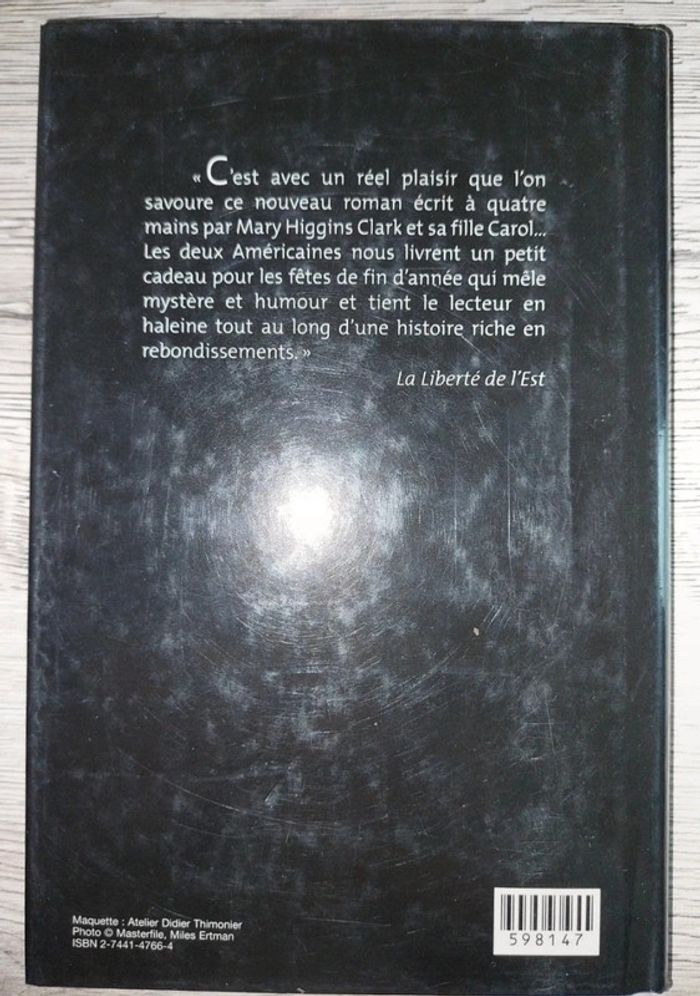 « C'est avec un réel plaisir que l'on
savoure ce nouveau roman écrit à quatre
mains par Mary Higgins Clark et sa fille Carol...
Les deux Américaines nous livrent un petit
cadeau pour les fêtes de fin d'année qui mêle
mystère et humour et tient le lecteur en
haleine tout au long d'une histoire riche en
rebondissements. »
La Liberté de l'Est
Maquette : Atelier Didier Thimonier
Photo © Masterfile, Miles Ertman
ISBN 2-7441-4766-4
598147